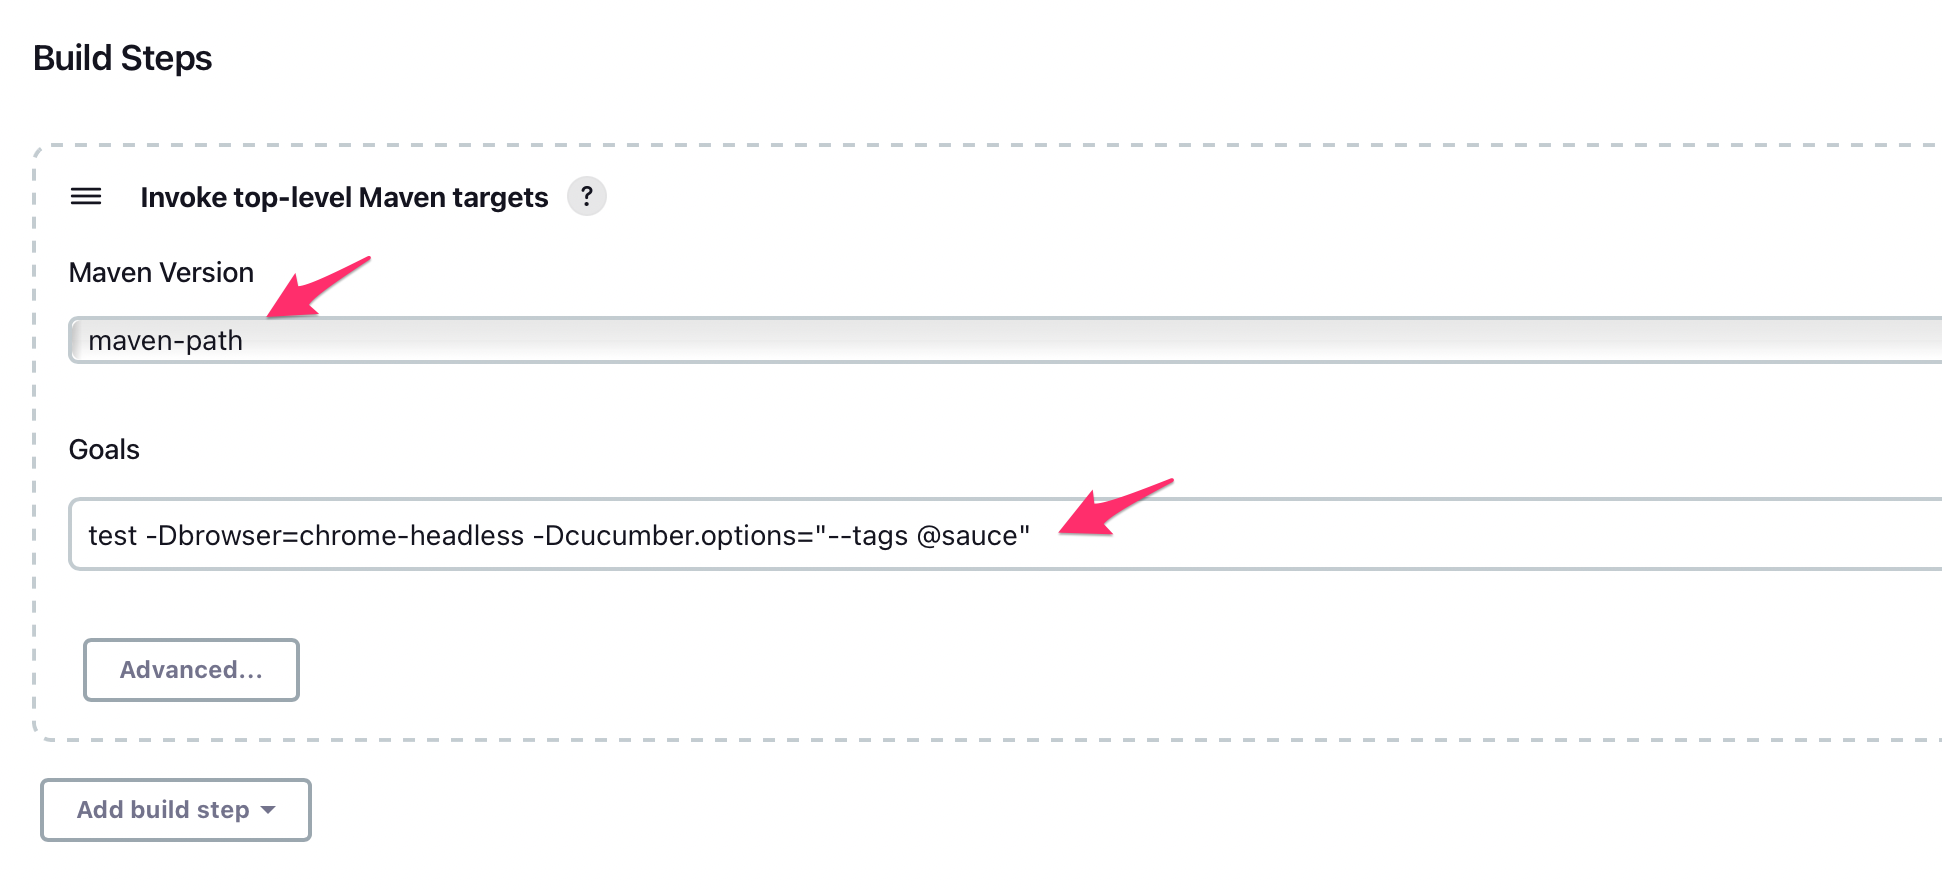 Build Steps
Invoke top-level Maven targets ?
Maven Version
maven-path
Goals
test -Dbrowser=chrome-headless -Dcucumber.options="--tags @sauce"
Advanced...
Add build step